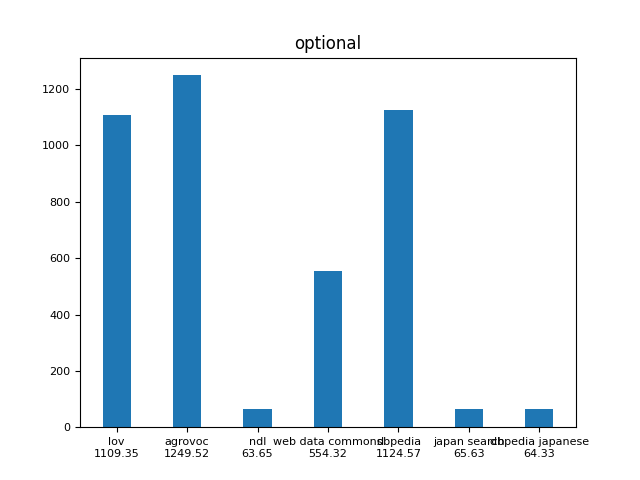 optional
1200
1000
800
600
400
200
0
lov agrovoc ndl web data commons dbpedia japan search dbpedia japanese
1109.35 1249.52 63.65 554.32 1124.57 65.63 64.33